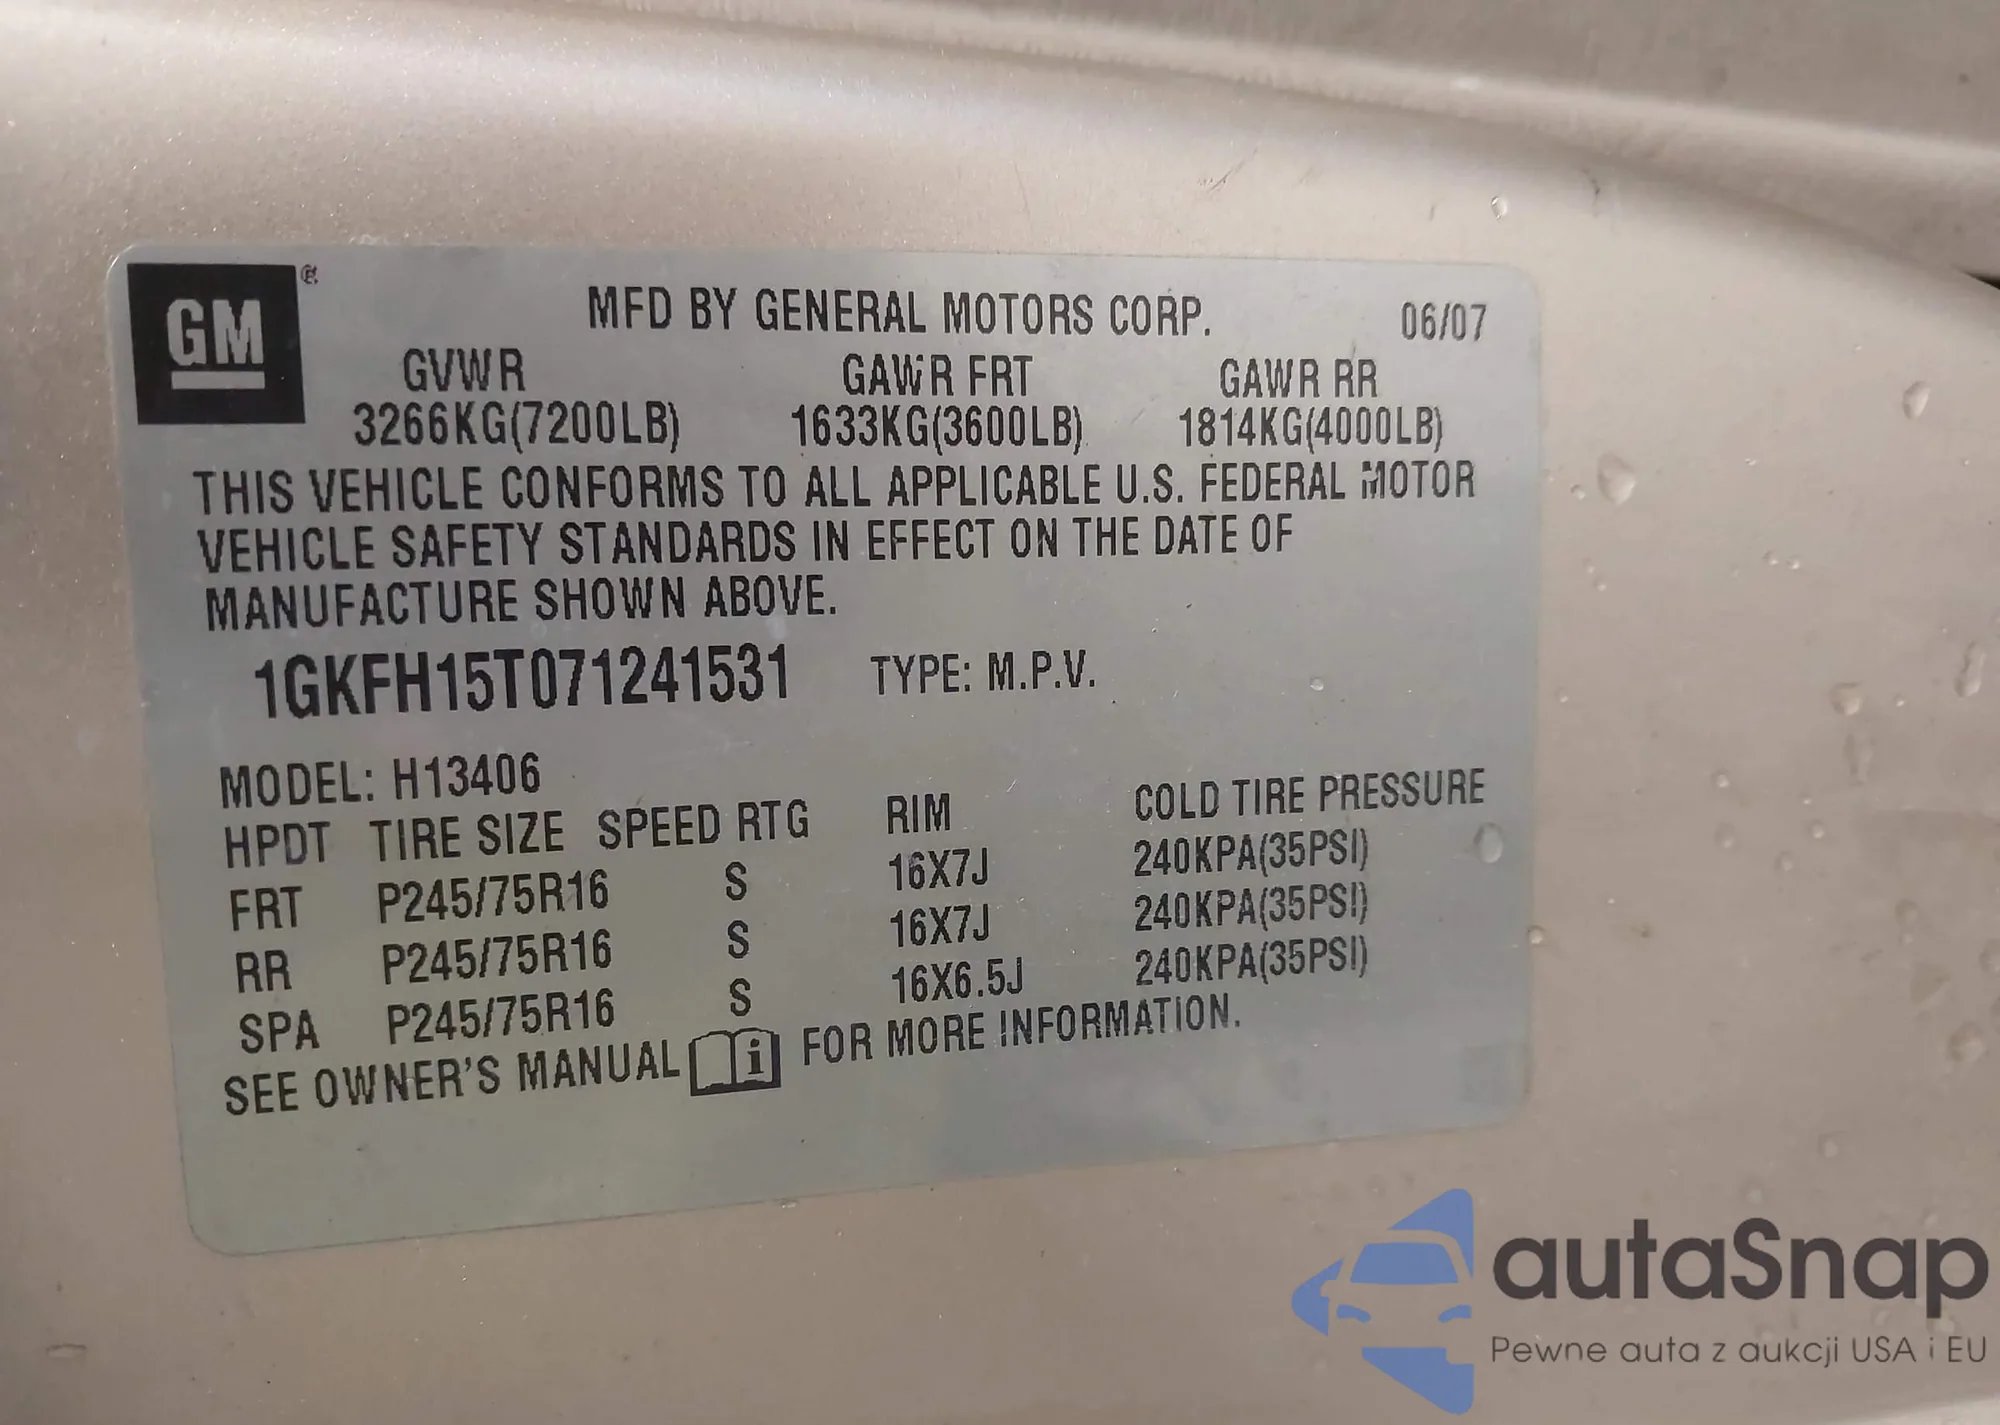 GM ®
MFD BY GENERAL MOTORS CORP. 06/07
GVWR GAWR FRT GAWR RR
3266KG(7200LB) 1633KG(3600LB) 1814KG(4000LB)
THIS VEHICLE CONFORMS TO ALL APPLICABLE U.S. FEDERAL MOTOR
VEHICLE SAFETY STANDARDS IN EFFECT ON THE DATE OF
MANUFACTURE SHOWN ABOVE.
1GKFH15T071241531 TYPE: M.P.V.
MODEL: H13406
HPDT TIRE SIZE SPEED RTG RIM COLD TIRE PRESSURE
FRT P245/75R16 S 16X7J 240KPA(35PSI)
RR P245/75R16 S 16X7J 240KPA(35PSI)
SPA P245/75R16 S 16X6.5J 240KPA(35PSI)
SEE OWNER'S MANUAL i FOR MORE INFORMATION.
autaSnap
Pewne auta z aukcji USA i EU